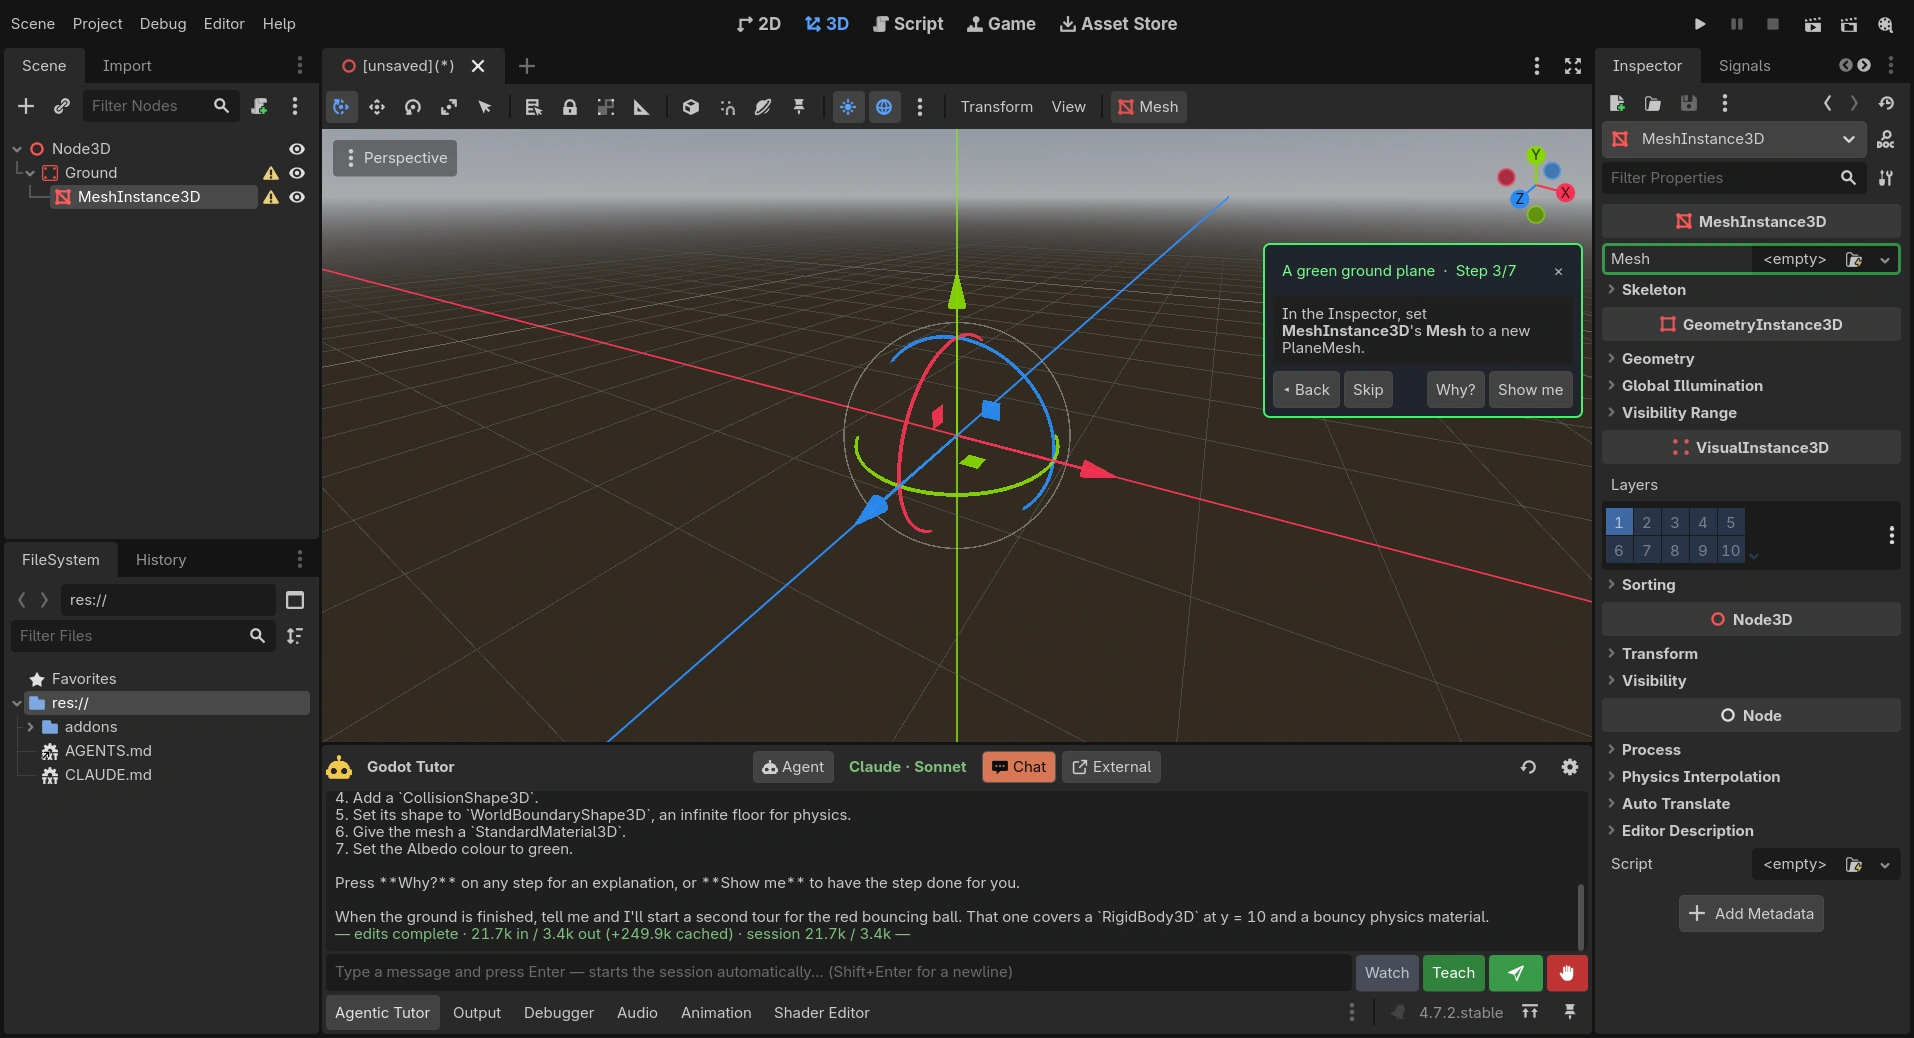 Scene Project Debug Editor Help
2D 3D Script Game Asset Store
Scene Import
Filter Nodes
Node3D
Ground
MeshInstance3D
FileSystem History
res://
Filter Files
Favorites
res://
addons
AGENTS.md
CLAUDE.md
[unsaved](*)
Transform View Mesh
Perspective
Y
X
Z
A green ground plane · Step 3/7 ×
In the Inspector, set
MeshInstance3D's Mesh to a new
PlaneMesh.
Back Skip Why? Show me
Godot Tutor Agent Claude · Sonnet Chat External
4. Add a `CollisionShape3D`.
5. Set its shape to `WorldBoundaryShape3D`, an infinite floor for physics.
6. Give the mesh a `StandardMaterial3D`.
7. Set the Albedo colour to green.
Press **Why?** on any step for an explanation, or **Show me** to have the step done for you.
When the ground is finished, tell me and I'll start a second tour for the red bouncing ball. That one covers a `RigidBody3D` at y = 10 and a bouncy physics material.
— edits complete · 21.7k in / 3.4k out (+249.9k cached) · session 21.7k / 3.4k —
Type a message and press Enter — starts the session automatically... (Shift+Enter for a newline)
Watch Teach
Agentic Tutor Output Debugger Audio Animation Shader Editor 4.7.2.stable
Inspector Signals
MeshInstance3D
DOC
Filter Properties
MeshInstance3D
Mesh <empty>
Skeleton
GeometryInstance3D
Geometry
Global Illumination
Visibility Range
VisualInstance3D
Layers
1 2 3 4 5
6 7 8 9 10
Sorting
Node3D
Transform
Visibility
Node
Process
Physics Interpolation
Auto Translate
Editor Description
Script <empty>
Add Metadata